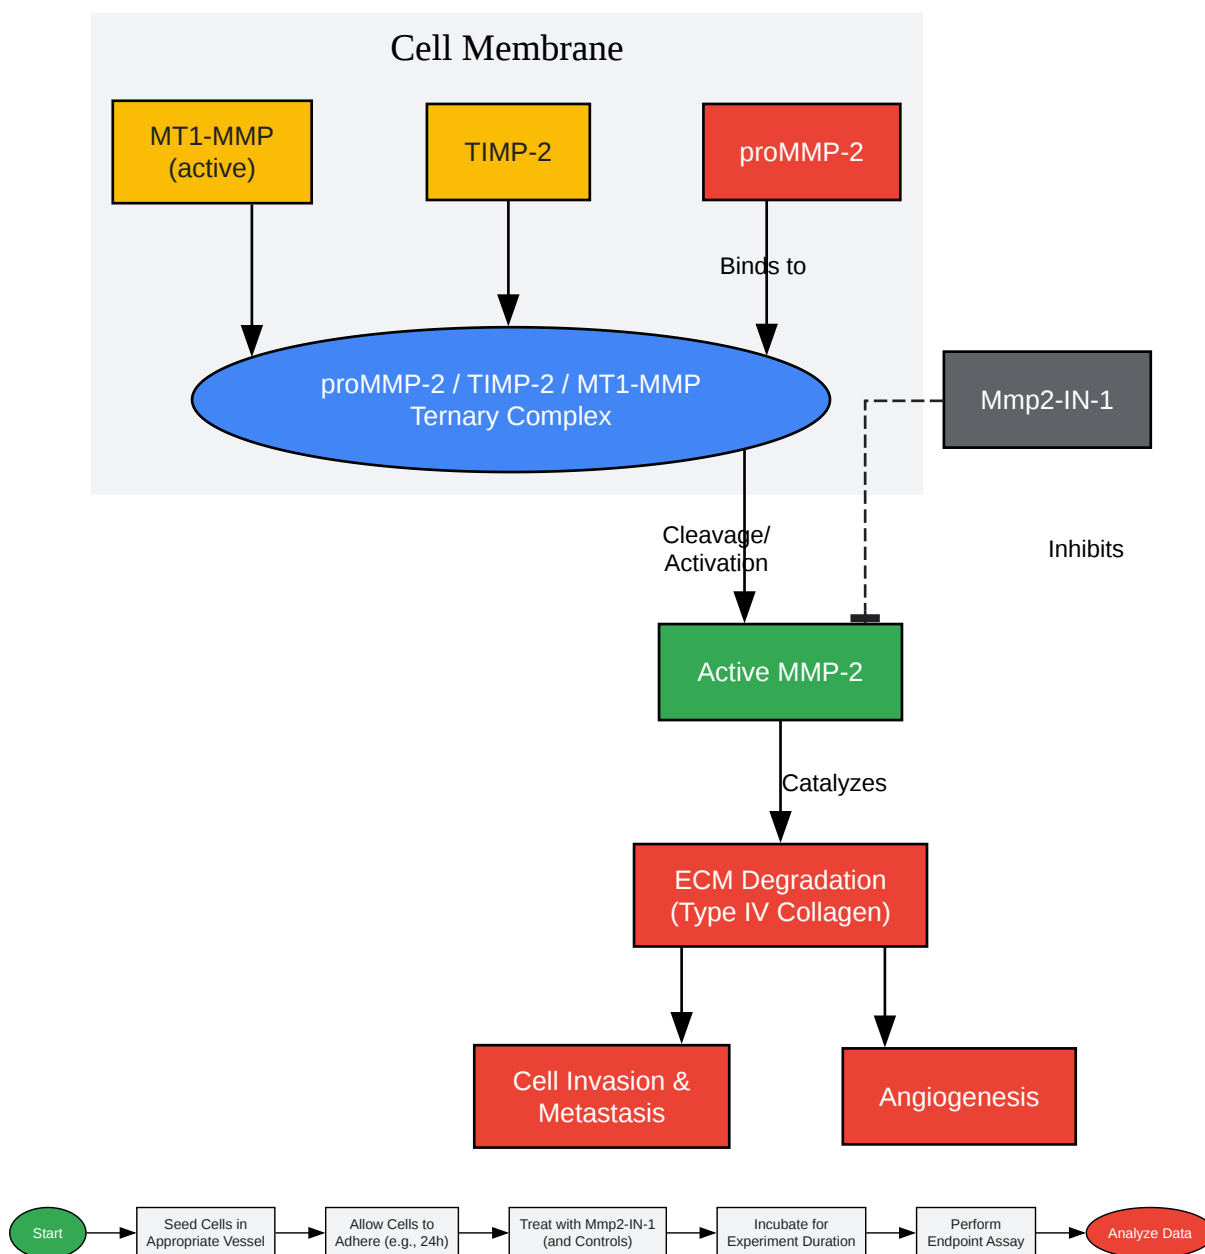 Cell Membrane
MT1-MMP
(active)
TIMP-2
proMMP-2
Binds to
proMMP-2 / TIMP-2 / MT1-MMP
Ternary Complex
Mmp2-IN-1
Cleavage/
Activation
Inhibits
Active MMP-2
Catalyzes
ECM Degradation
(Type IV Collagen)
Cell Invasion &
Metastasis
Angiogenesis
Start
Seed Cells in
Appropriate Vessel
Allow Cells to
Adhere (e.g., 24h)
Treat with Mmp2-IN-1
(and Controls)
Incubate for
Experiment Duration
Perform
Endpoint Assay
Analyze Data